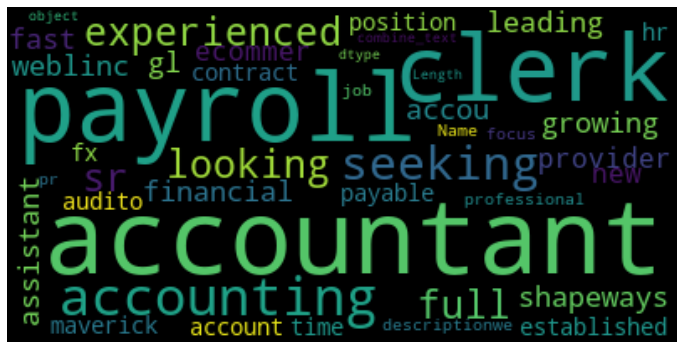 object
fast
experienced
position
leading
hr
ecommer
combine_text
weblinc
gl
contract
dtype
Length
clerk
payroll
job
accou
Name
focus
growing
fx
looking
seeking
provider
pr
sr
financial
payable
new
audito
professional
assistant
accountant
accounting
full
shapeways
maverick
account
time
descriptionwe
established